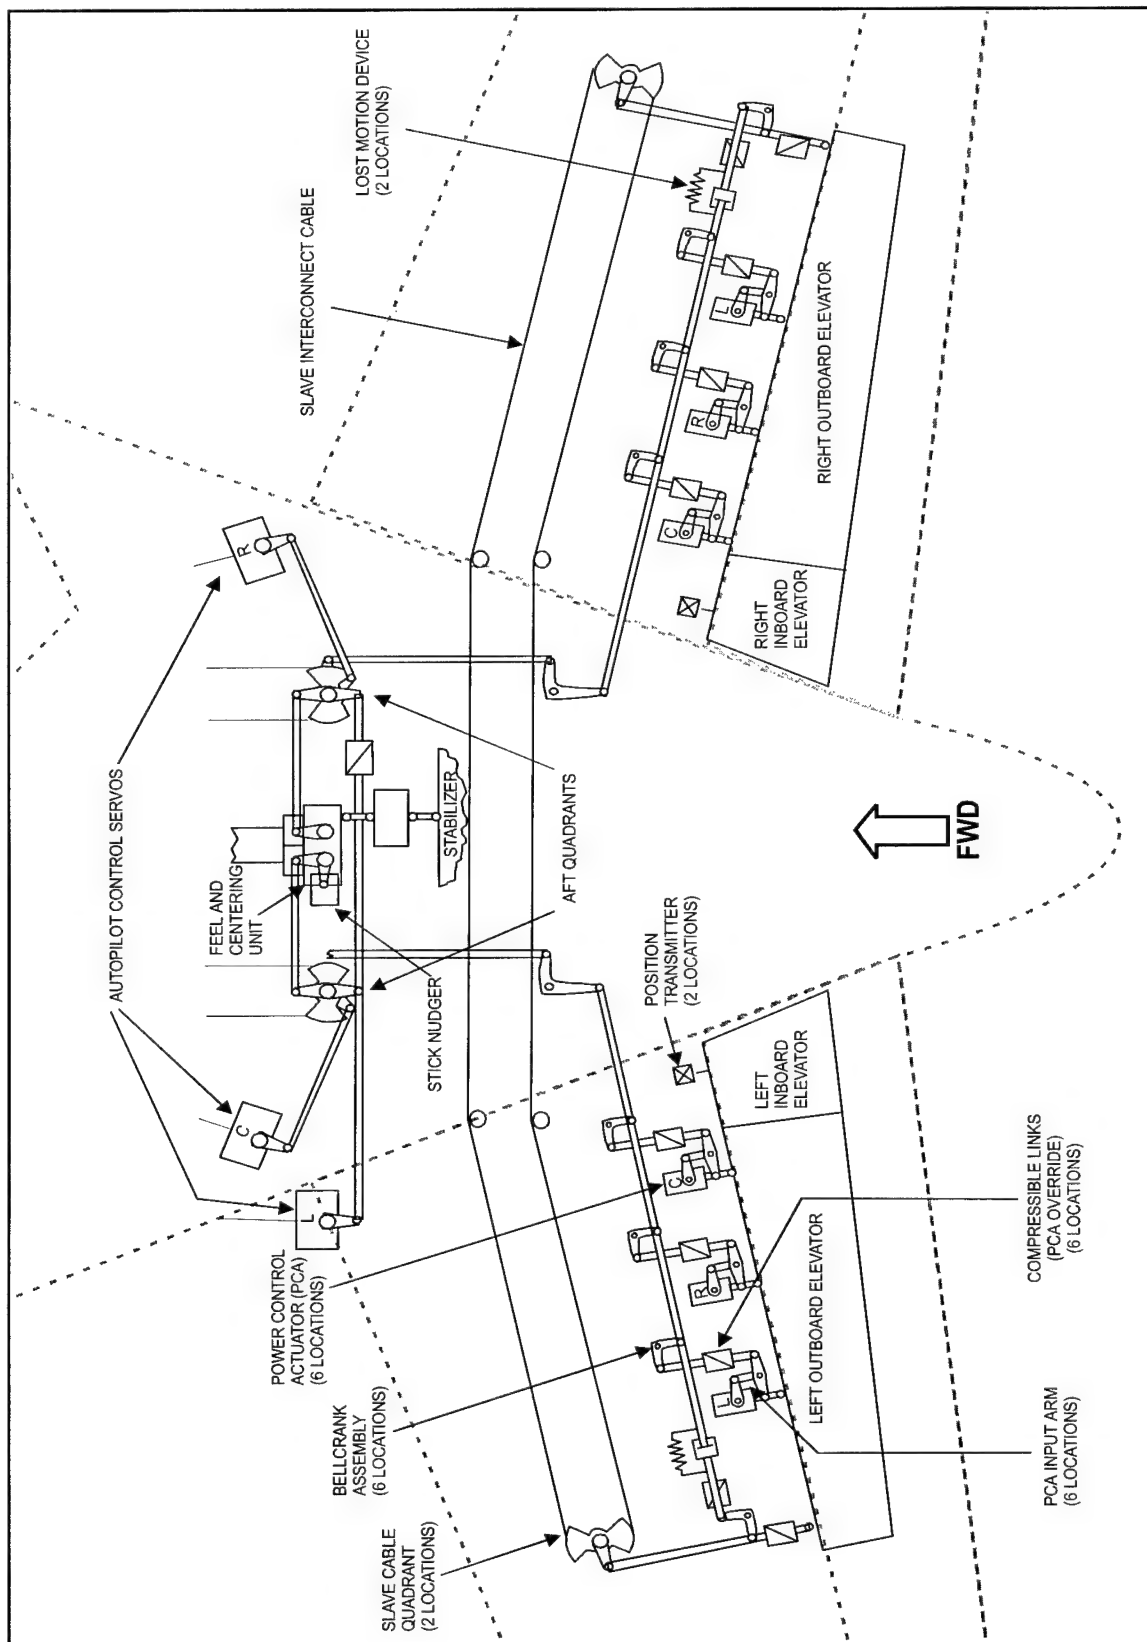 LOST MOTION DEVICE
(2 LOCATIONS)
SLAVE INTERCONNECT CABLE
AUTOPILOT CONTROL SERVOS
R
C
L
FEEL AND
CENTERING
UNIT
STICK NUDGER
STABILIZER
AFT QUADRANTS
POWER CONTROL
ACTUATOR (PCA)
(6 LOCATIONS)
BELLCRANK
ASSEMBLY
(6 LOCATIONS)
SLAVE CABLE
QUADRANT
(2 LOCATIONS)
POSITION
TRANSMITTER
(2 LOCATIONS)
L
R
C
C
R
L
LEFT OUTBOARD ELEVATOR
LEFT
INBOARD
ELEVATOR
RIGHT
INBOARD
ELEVATOR
RIGHT OUTBOARD ELEVATOR
FWD
PCA INPUT ARM
(6 LOCATIONS)
COMPRESSIBLE LINKS
(PCA OVERRIDE)
(6 LOCATIONS)